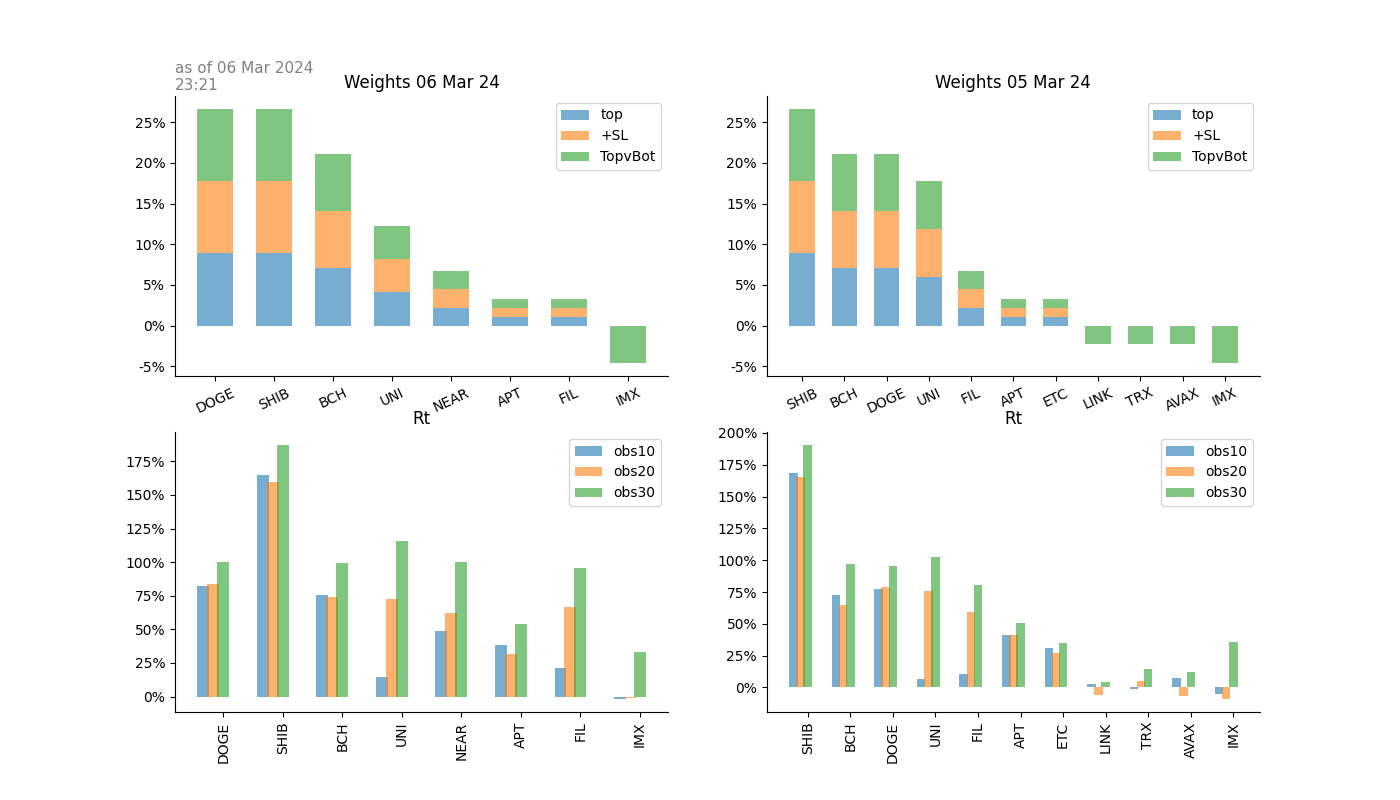 as of 06 Mar 2024
23:21
Weights 06 Mar 24
25%
20%
15%
10%
5%
0%
-5%
top
+SL
TopvBot
DOGE SHIB BCH UNI NEAR APT FIL IMX
Weights 05 Mar 24
25%
20%
15%
10%
5%
0%
-5%
top
+SL
TopvBot
SHIB BCH DOGE UNI FIL APT ETC LINK TRX AVAX IMX
Rt
175%
150%
125%
100%
75%
50%
25%
0%
obs10
obs20
obs30
DOGE SHIB BCH UNI NEAR APT FIL IMX
Rt
200%
175%
150%
125%
100%
75%
50%
25%
0%
obs10
obs20
obs30
SHIB BCH DOGE UNI FIL APT ETC LINK TRX AVAX IMX